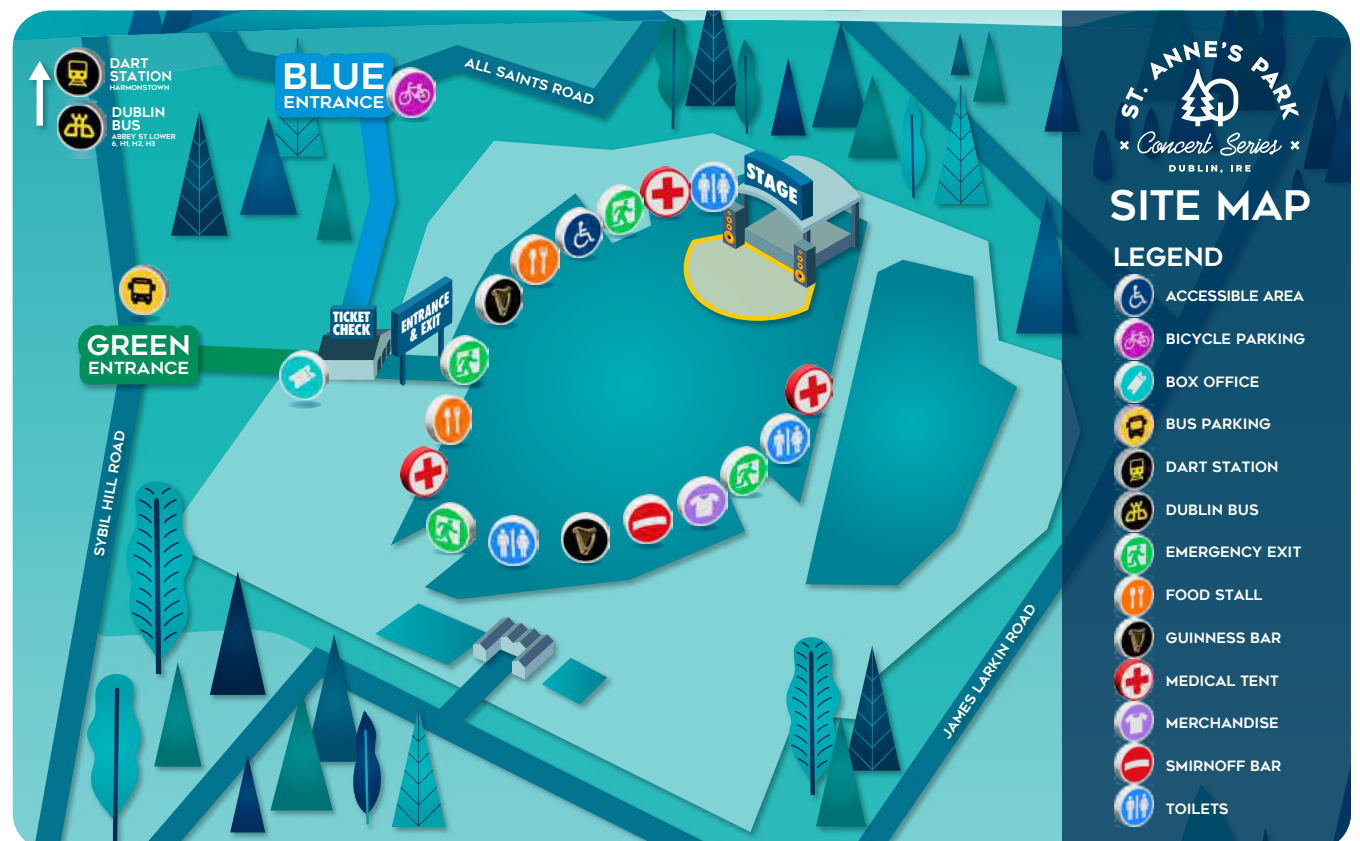 DART
STATION
HARMONSTOWN
DUBLIN
BUS
ABBEY ST LOWER
6, H1, H2, H3
BLUE
ENTRANCE
ALL SAINTS ROAD
STAGE
TICKET
CHECK
ENTRANCE
& EXIT
GREEN
ENTRANCE
SYBIL HILL ROAD
JAMES LARKIN ROAD
ST. ANNE'S PARK
Concert Series
DUBLIN, IRE
SITE MAP
LEGEND
ACCESSIBLE AREA
BICYCLE PARKING
BOX OFFICE
BUS PARKING
DART STATION
DUBLIN BUS
EMERGENCY EXIT
FOOD STALL
GUINNESS BAR
MEDICAL TENT
MERCHANDISE
SMIRNOFF BAR
TOILETS